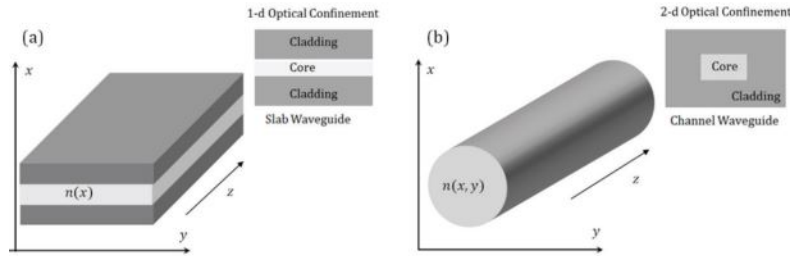 1-d Optical Confinement
(a)
Cladding
Core
Cladding
Slab Waveguide
x
n(x)
z
y
2-d Optical Confinement
(b)
Core
Cladding
Channel Waveguide
x
n(x, y)
z
y